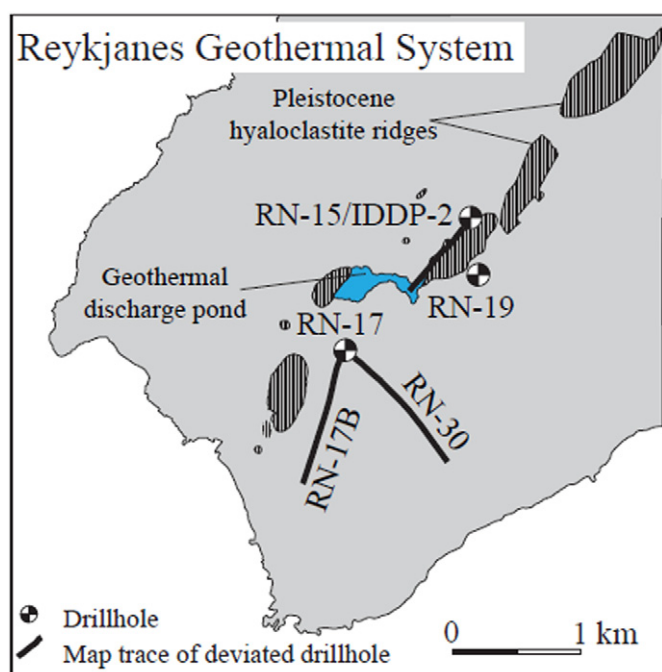 Reykjanes Geothermal System
Pleistocene
hyaloclastite ridges
RN-15/IDDP-2
Geothermal
discharge pond
RN-19
RN-17
RN-30
RN-17B
Drillhole
Map trace of deviated drillhole
0 1 km